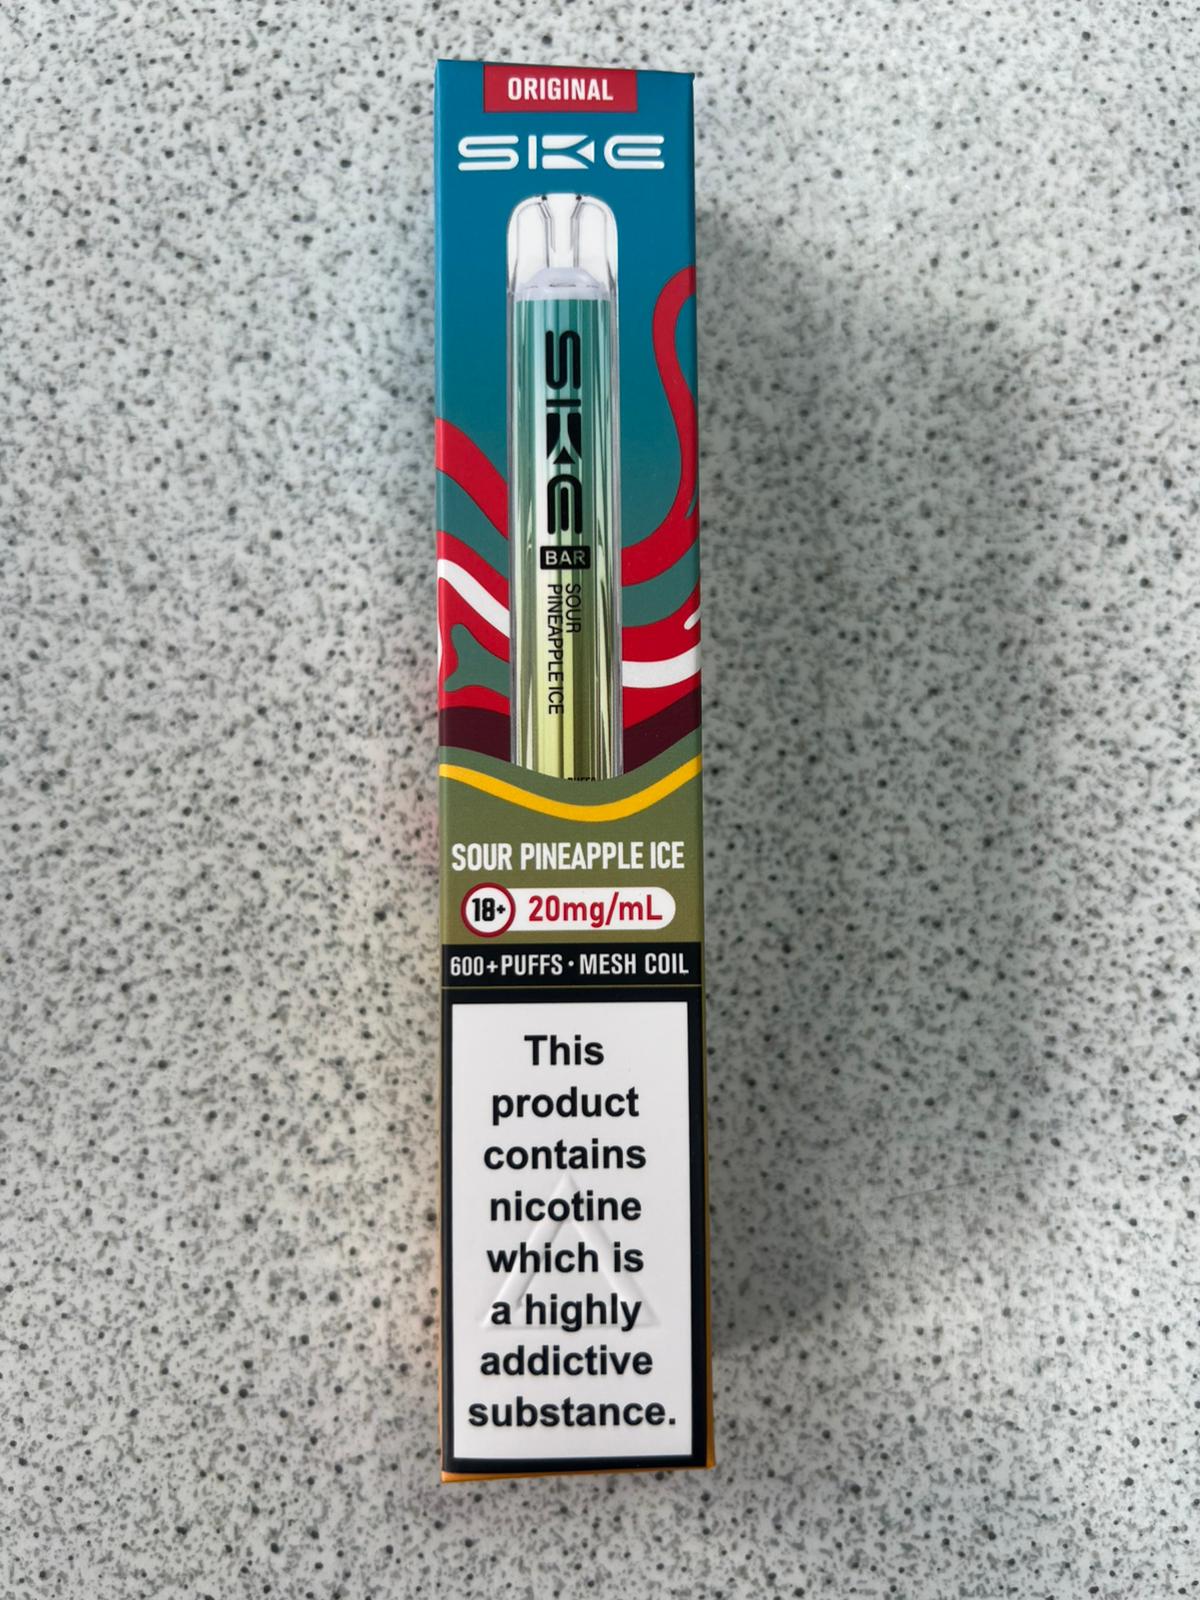 ORIGINAL
SKE
SKE
BAR
SOUR
PINEAPPLE ICE
SOUR PINEAPPLE ICE
18+ 20mg/mL
600+PUFFS · MESH COIL
This
product
contains
nicotine
which is
a highly
addictive
substance.